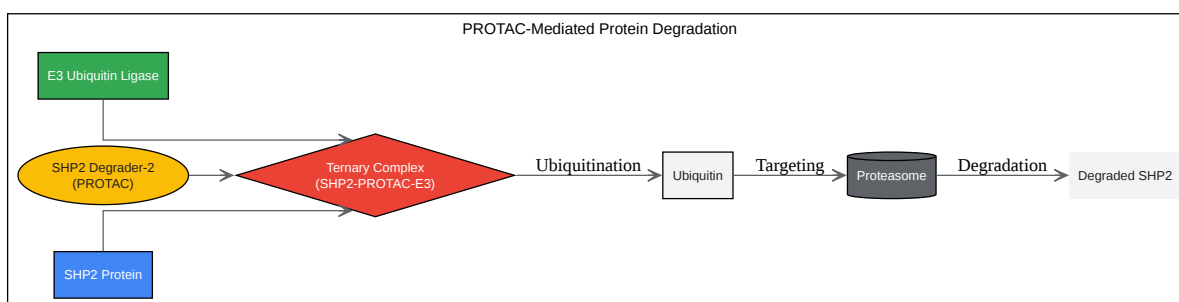 PROTAC-Mediated Protein Degradation
E3 Ubiquitin Ligase
SHP2 Degrader-2
(PROTAC)
Ternary Complex
(SHP2-PROTAC-E3)
Ubiquitination
Ubiquitin
Targeting
Proteasome
Degradation
Degraded SHP2
SHP2 Protein